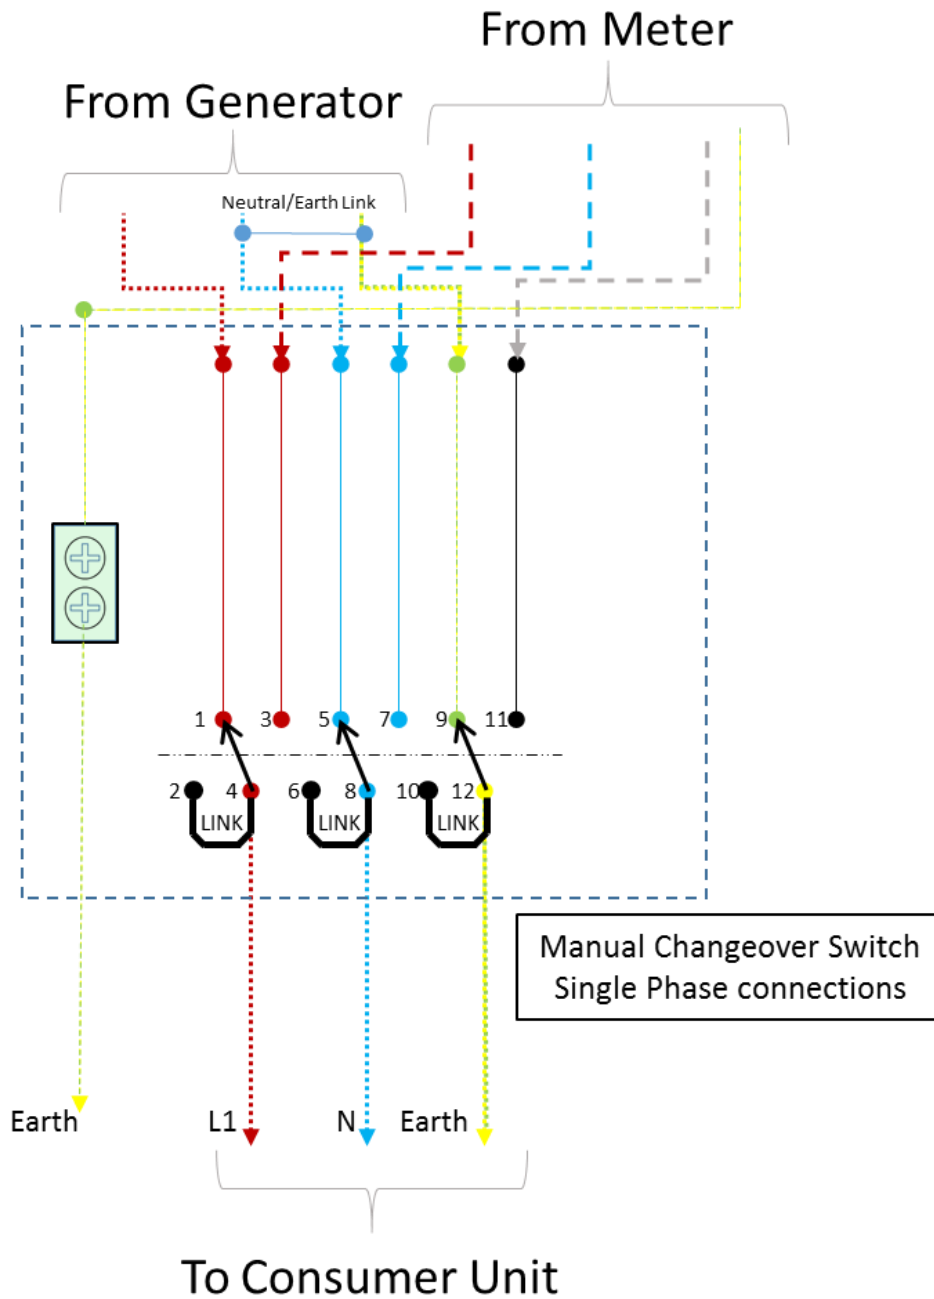 From Meter
From Generator
Neutral/Earth Link
1 3 5 7 9 11
2 4 6 8 10 12
LINK LINK LINK
Manual Changeover Switch
Single Phase connections
Earth L1 N Earth
To Consumer Unit